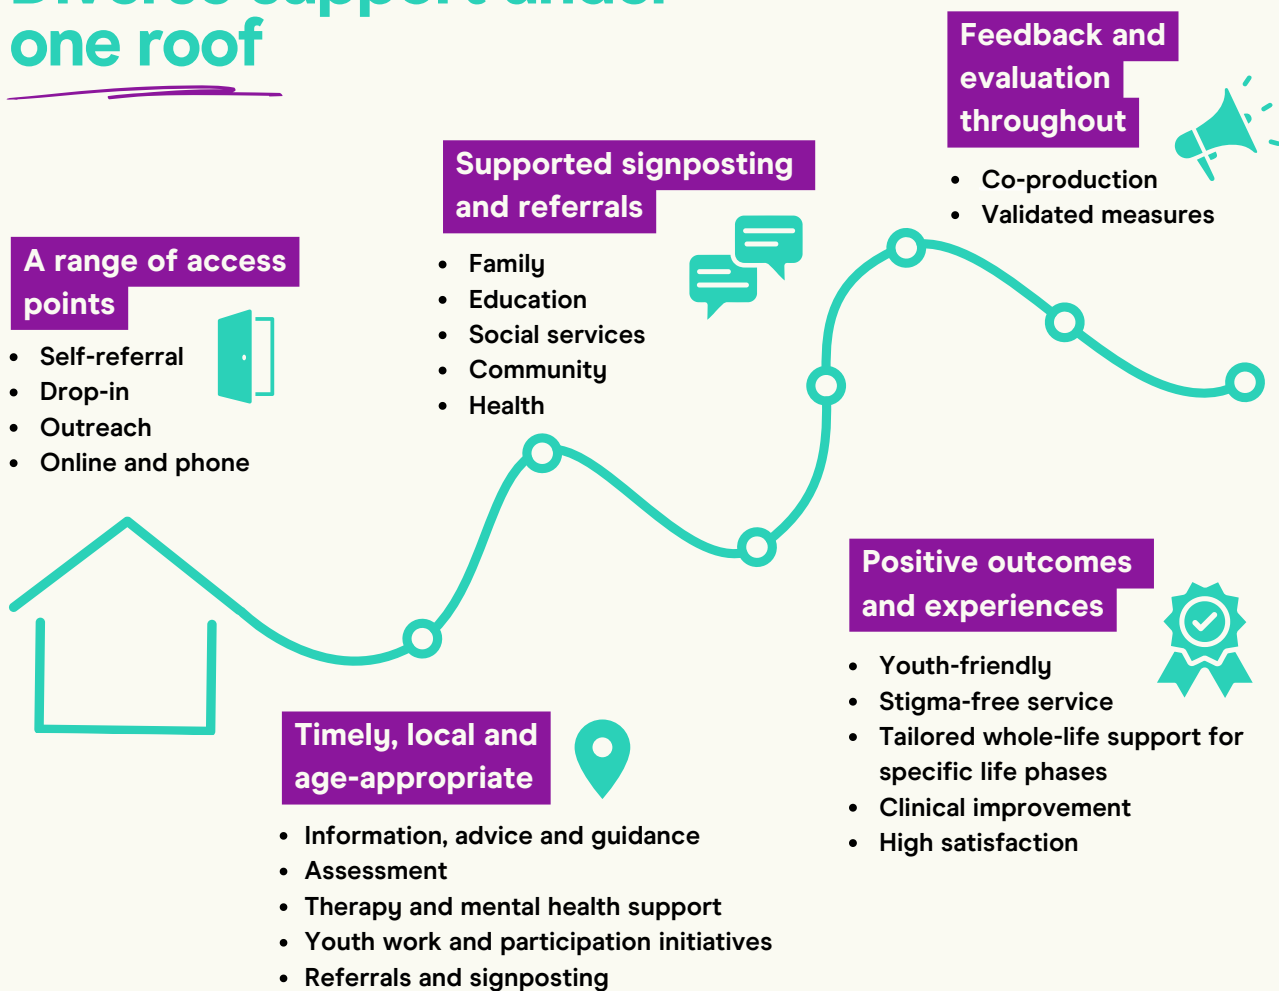 Diverse support under
one roof
A range of access
points
• Self-referral
• Drop-in
• Outreach
• Online and phone
Supported signposting
and referrals
• Family
• Education
• Social services
• Community
• Health
Feedback and
evaluation
throughout
• Co-production
• Validated measures
Timely, local and
age-appropriate
• Information, advice and guidance
• Assessment
• Therapy and mental health support
• Youth work and participation initiatives
• Referrals and signposting
Positive outcomes
and experiences
• Youth-friendly
• Stigma-free service
• Tailored whole-life support for
specific life phases
• Clinical improvement
• High satisfaction